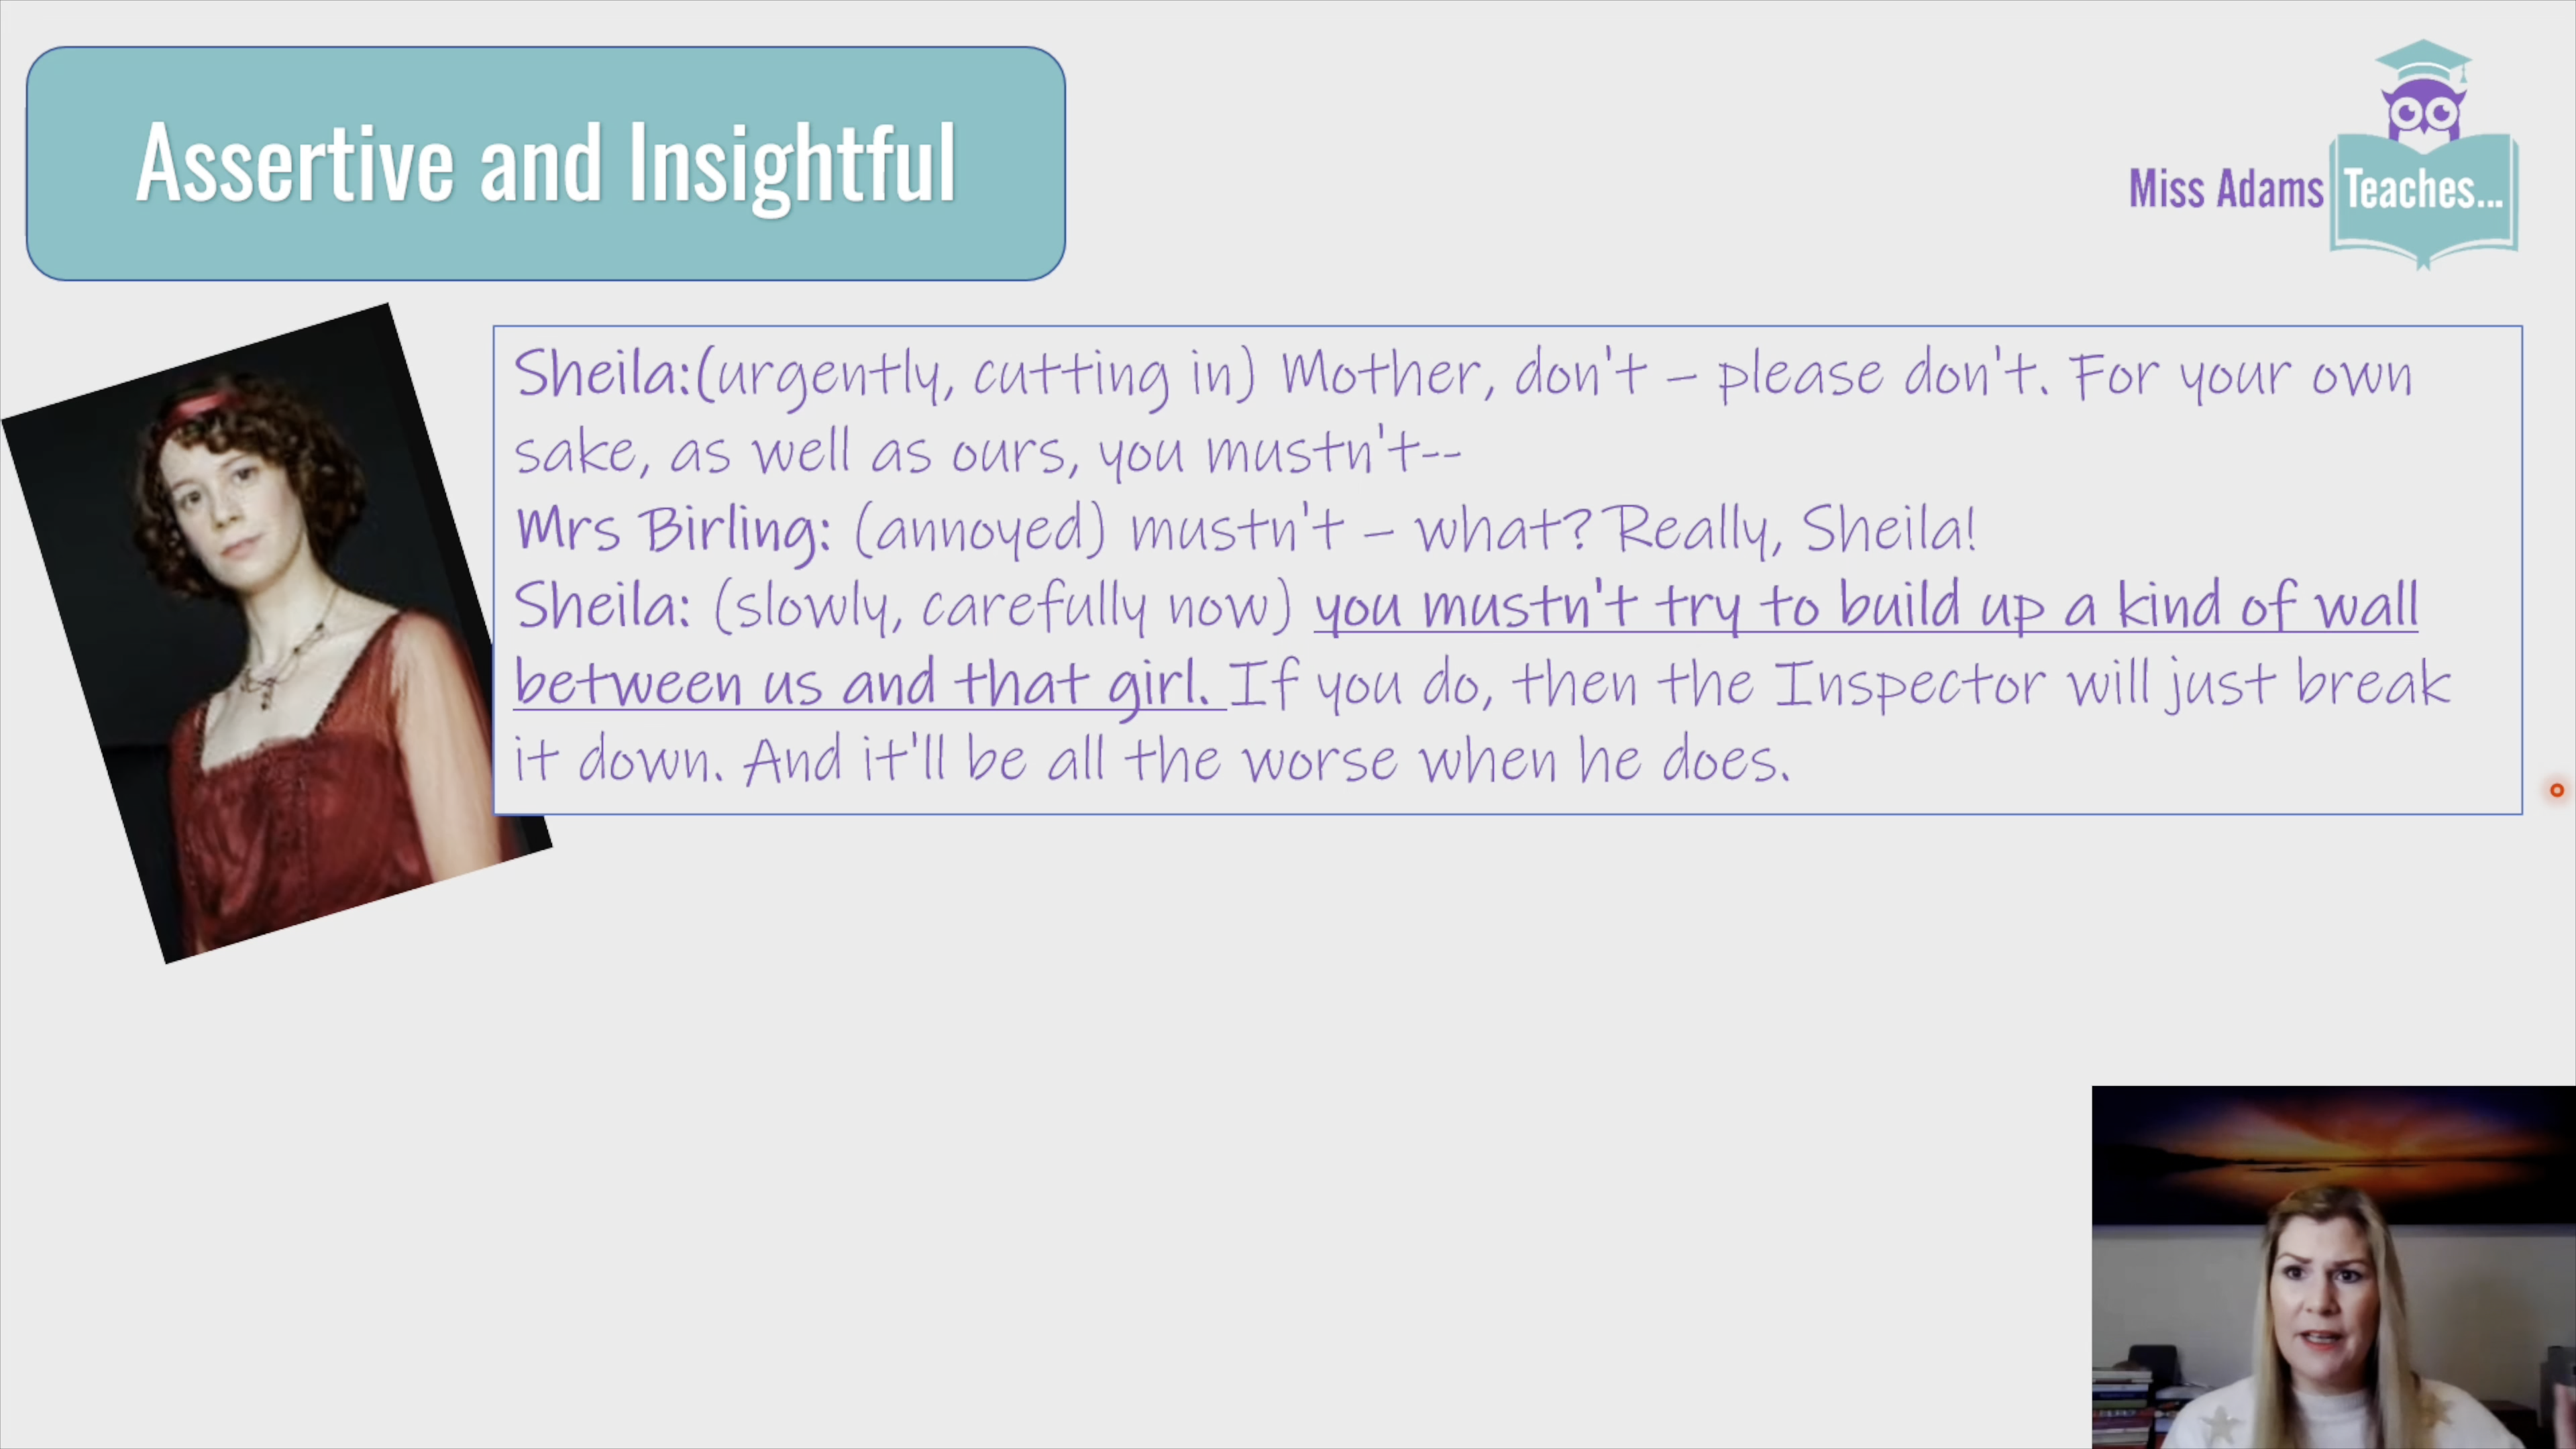 Assertive and Insightful
Miss Adams Teaches...
Sheila:(urgently, cutting in) Mother, don't – please don't. For your own
sake, as well as ours, you mustn't--
Mrs Birling: (annoyed) mustn't – what? Really, Sheila!
Sheila: (slowly, carefully now) you mustn't try to build up a kind of wall
between us and that girl. If you do, then the Inspector will just break
it down. And it'll be all the worse when he does.